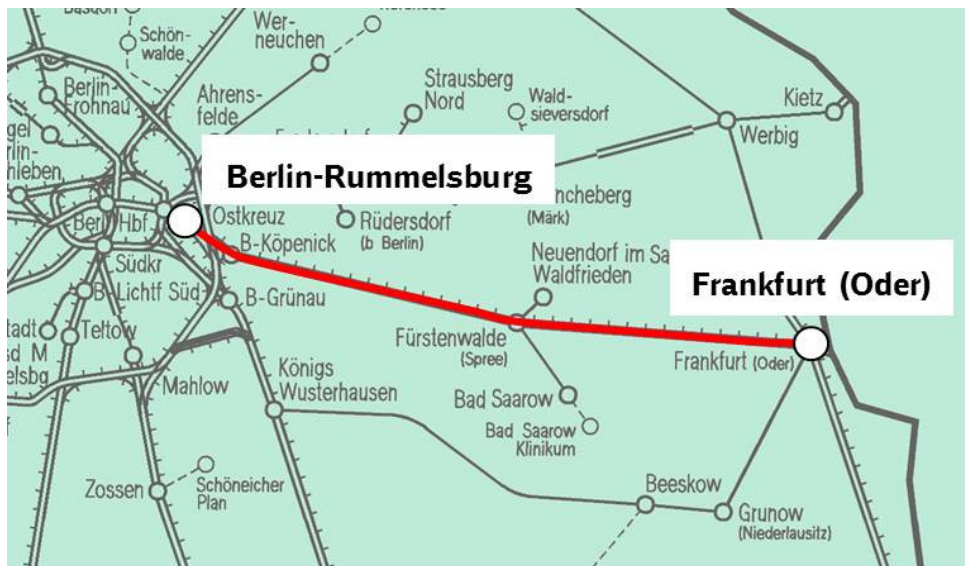 Schön-
walde
Wer-
neuchen
Berlin-
Frohnau
Ahrens-
felde
Strausberg
Nord
Wald-
sieversdorf
Kietz
Werbig
Berlin-Rummelsburg
Hbf
Ostkreuz
Rüdersdorf
(b Berlin)
(Märk)
B-Köpenick
Neuendorf im
Waldfrieden
Südkr
Frankfurt (Oder)
B
Lichtf Süd
B-Grünau
Teltow
Fürstenwalde
(Spree)
Frankfurt (Oder)
Königs
Wusterhausen
Mahlow
Bad Saarow
Bad Saarow
Klinikum
Zossen
Schöneicher
Plan
Beeskow
Grunow
(Niederlausitz)